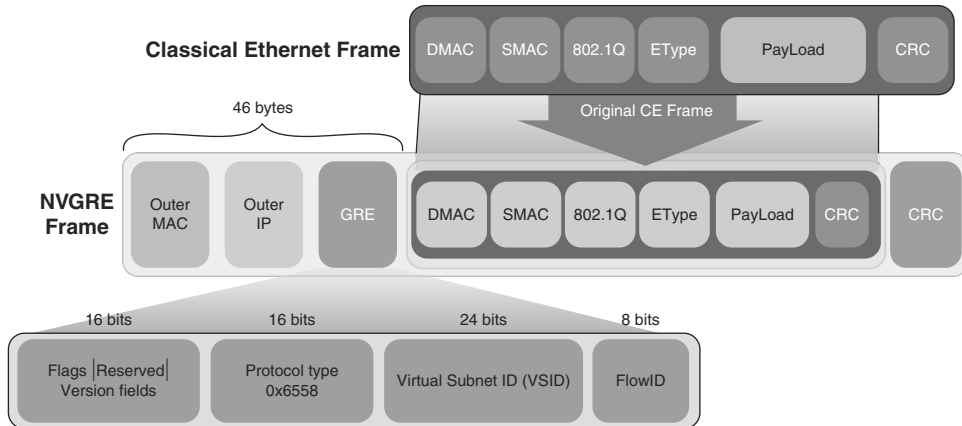 Classical Ethernet Frame
DMAC SMAC 802.1Q EType PayLoad CRC
Original CE Frame
46 bytes
NVGRE
Frame
Outer
MAC
Outer
IP
GRE
DMAC SMAC 802.1Q EType PayLoad CRC
CRC
16 bits 16 bits 24 bits 8 bits
Flags |Reserved|
Version fields
Protocol type
0x6558
Virtual Subnet ID (VSID)
FlowID